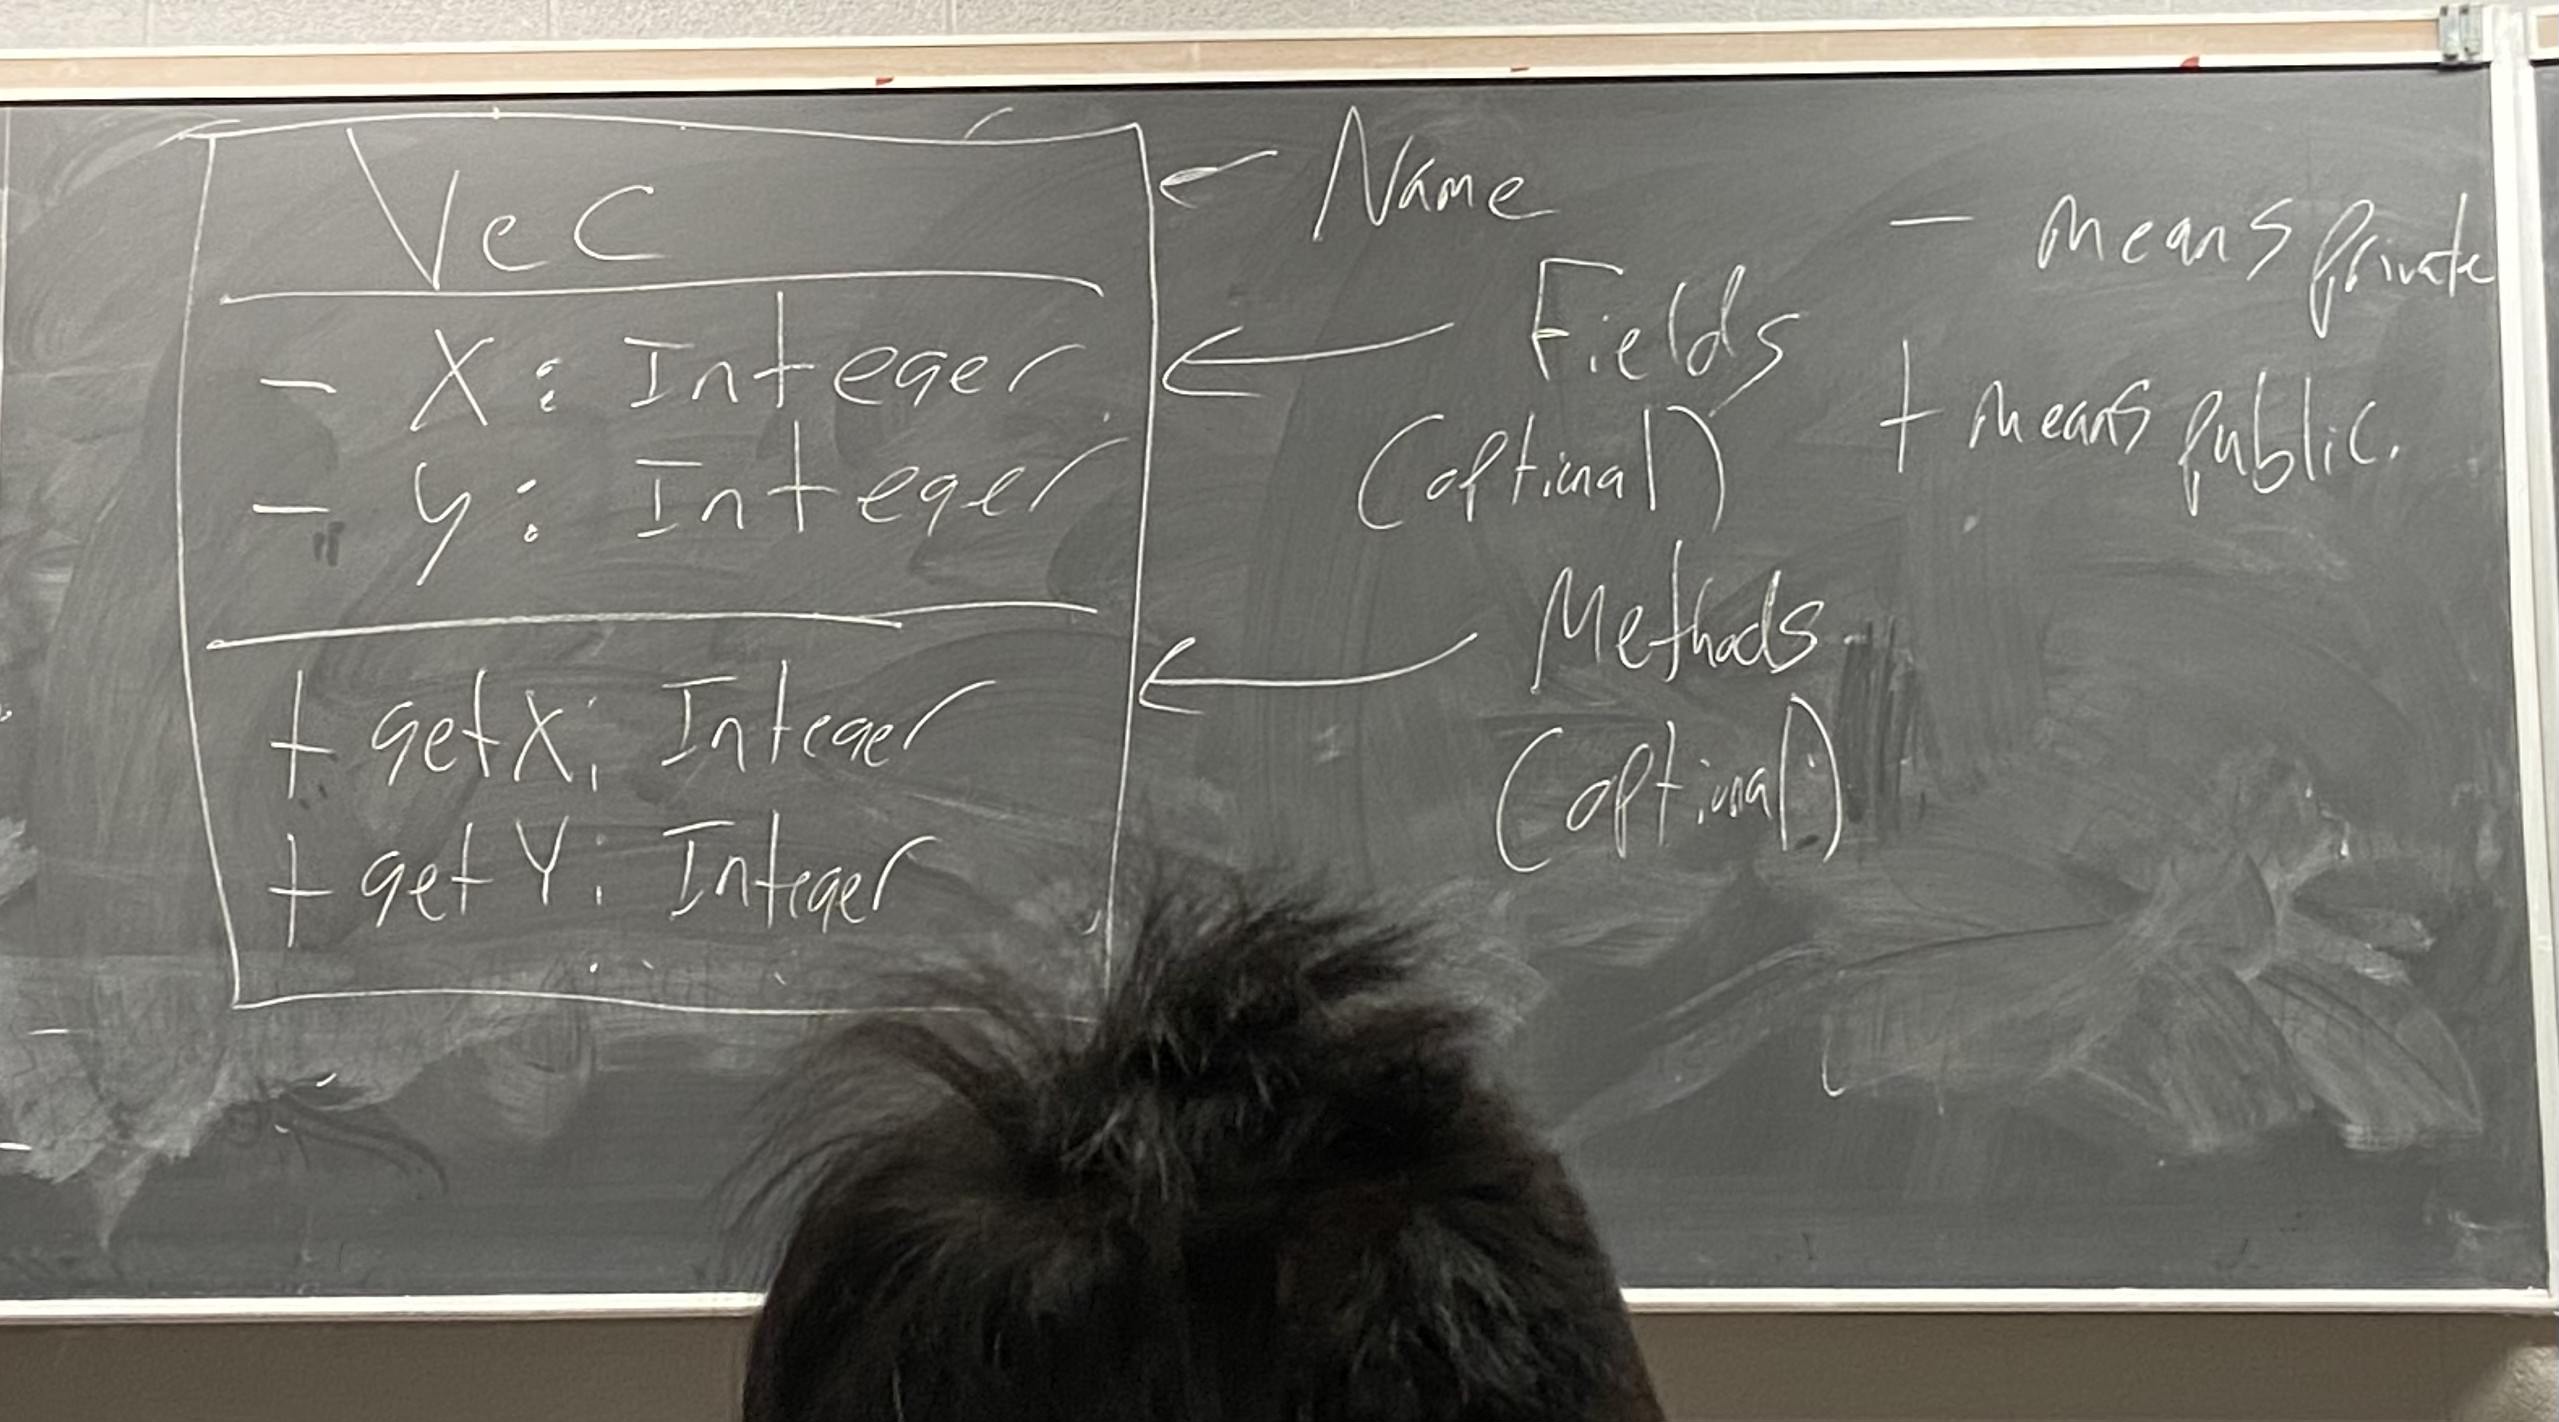 Vec
- X: Integer
- y: Integer
+ getX: Integer
+ getY: Integer
← Name
← Fields
(optional)
← Methods
(optional)
- means private
+ means public.